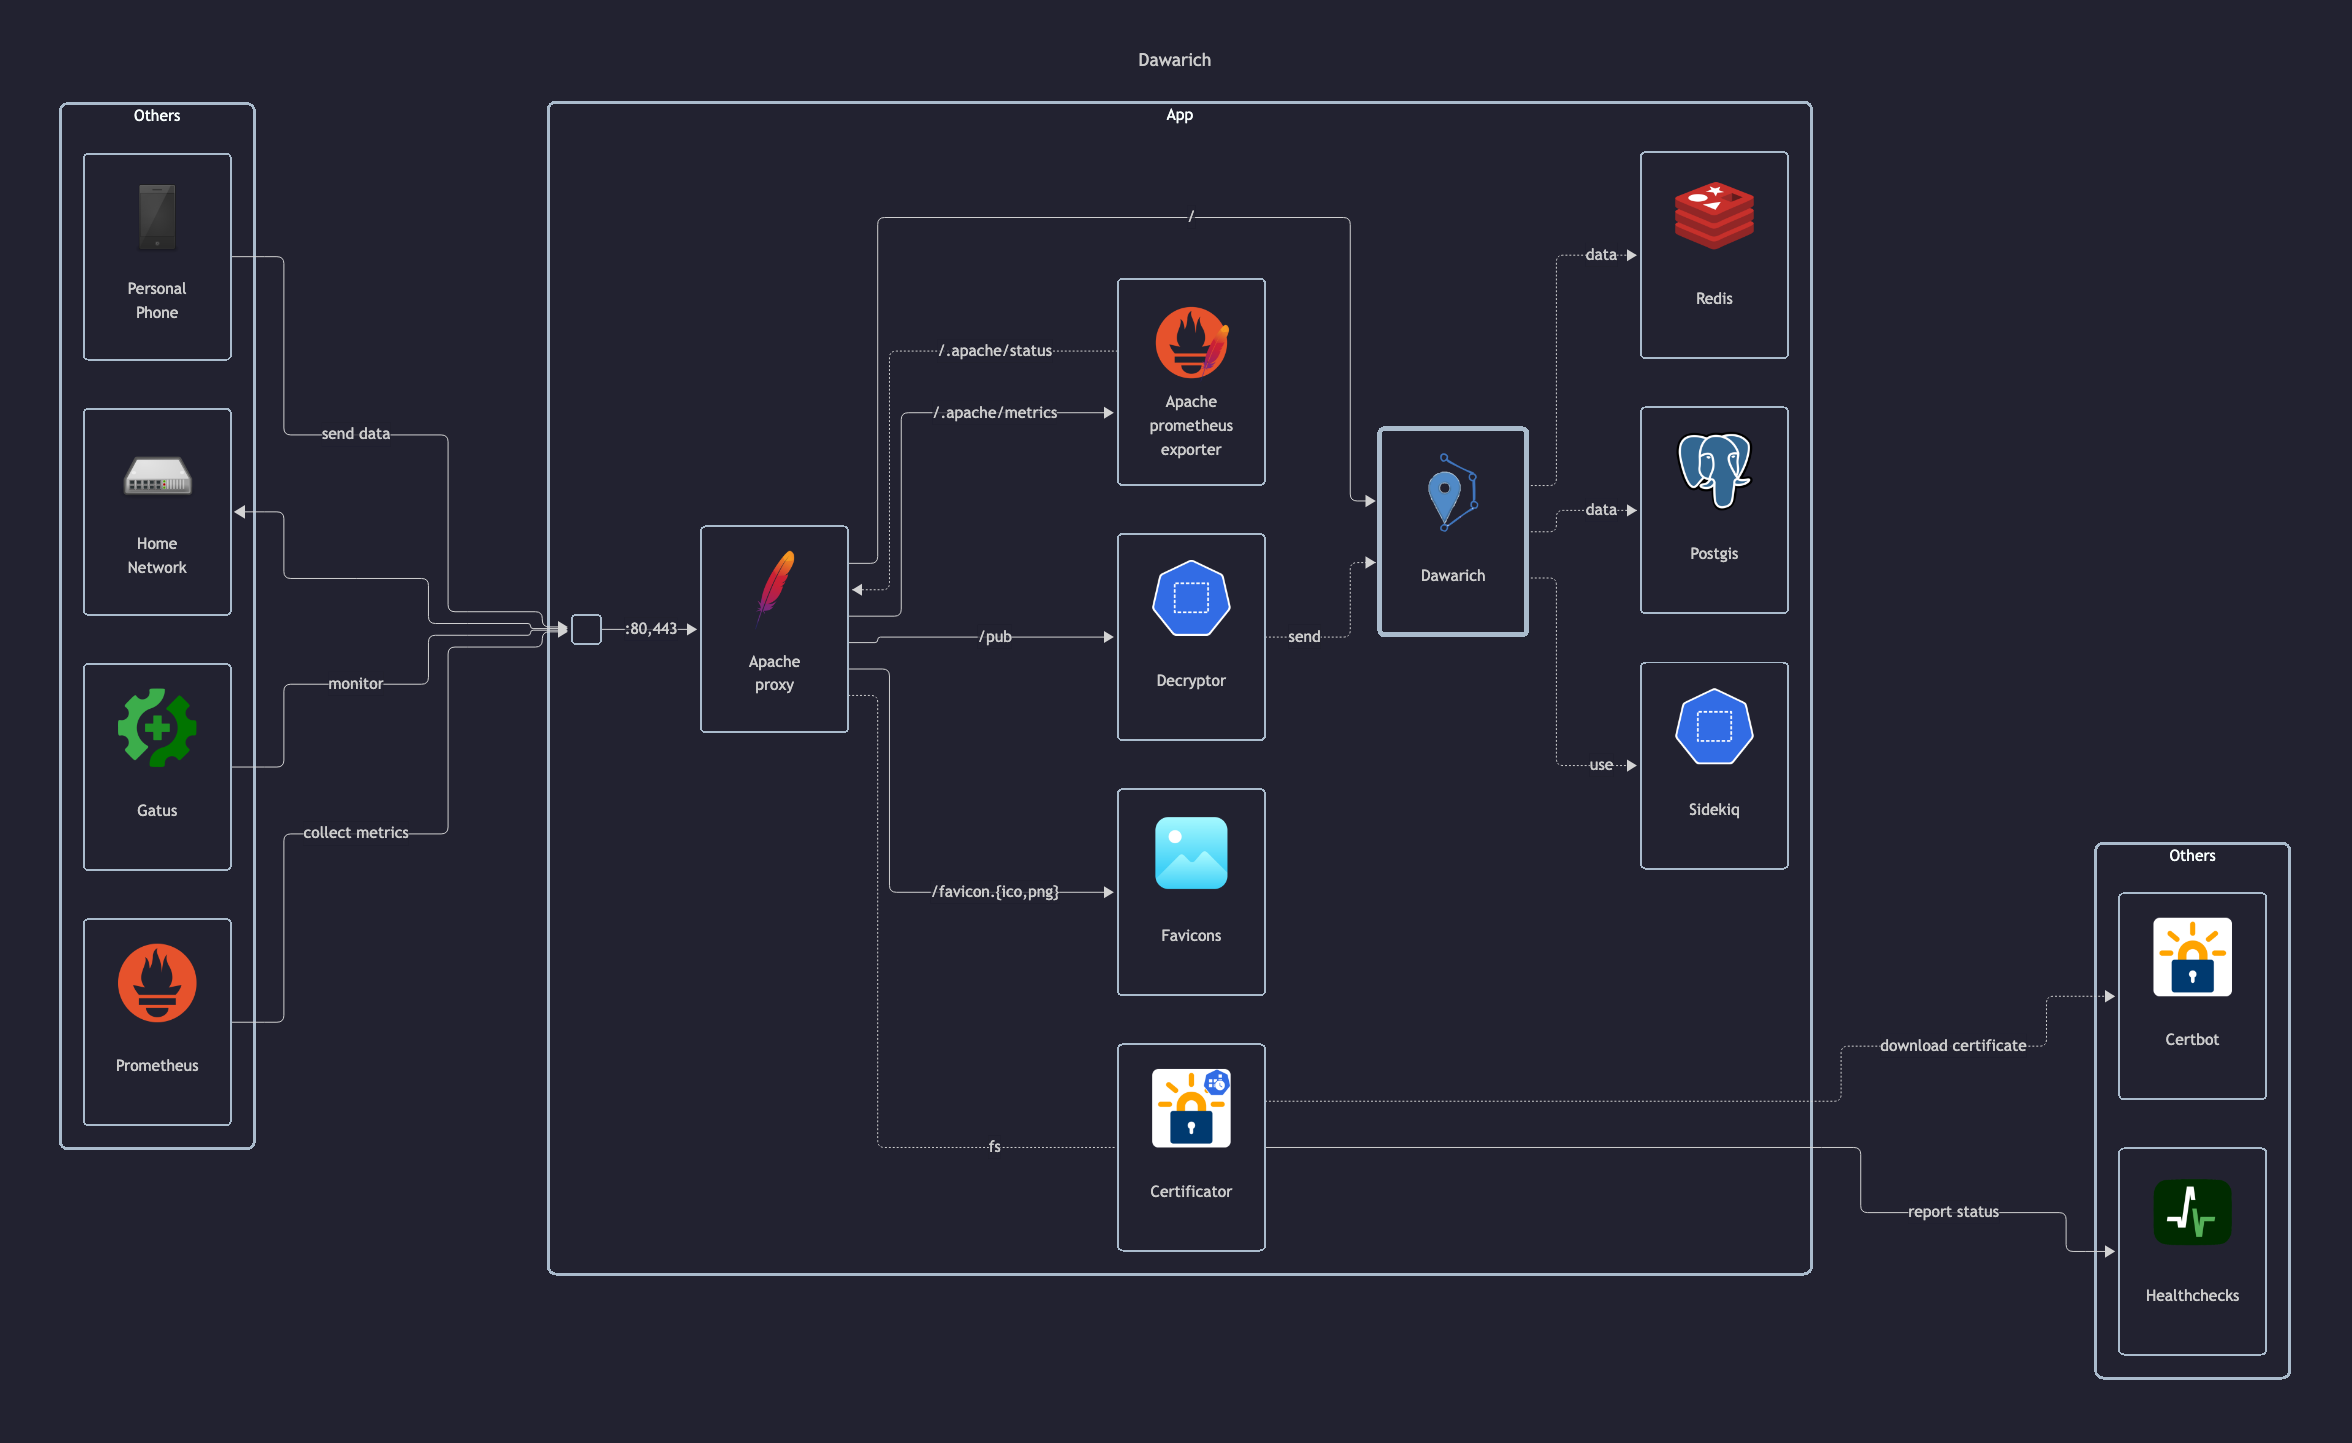 Dawarich
Others
Personal
Phone
Home
Network
Gatus
Prometheus
send data
monitor
collect metrics
App
:80,443
Apache
proxy
/
/.apache/status
/.apache/metrics
/pub
/favicon.{ico,png}
fs
Apache
prometheus
exporter
Decryptor
Favicons
Certificator
send
Dawarich
data
data
use
Redis
Postgis
Sidekiq
download certificate
report status
Others
Certbot
Healthchecks